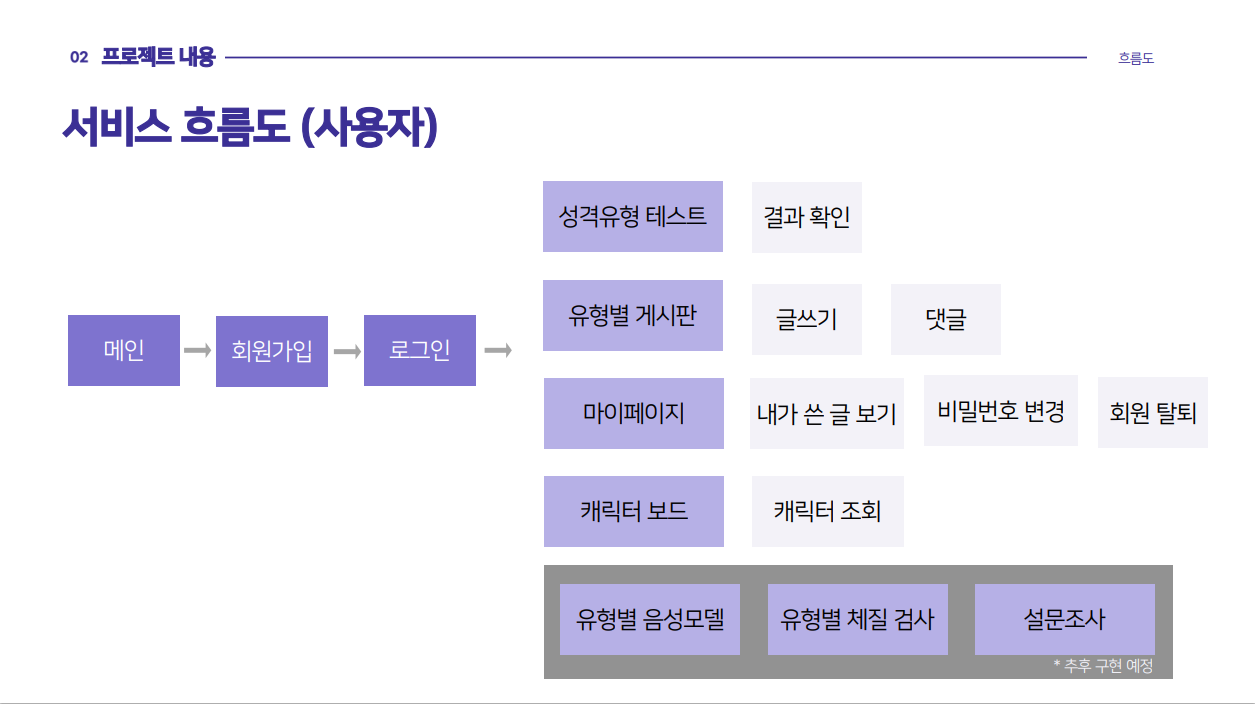 02 프로젝트 내용
흐름도
서비스 흐름도 (사용자)
메인
회원가입
로그인
성격유형 테스트
결과 확인
유형별 게시판
글쓰기
댓글
마이페이지
내가 쓴 글 보기
비밀번호 변경
회원 탈퇴
캐릭터 보드
캐릭터 조회
유형별 음성모델
유형별 체질 검사
설문조사
* 추후 구현 예정